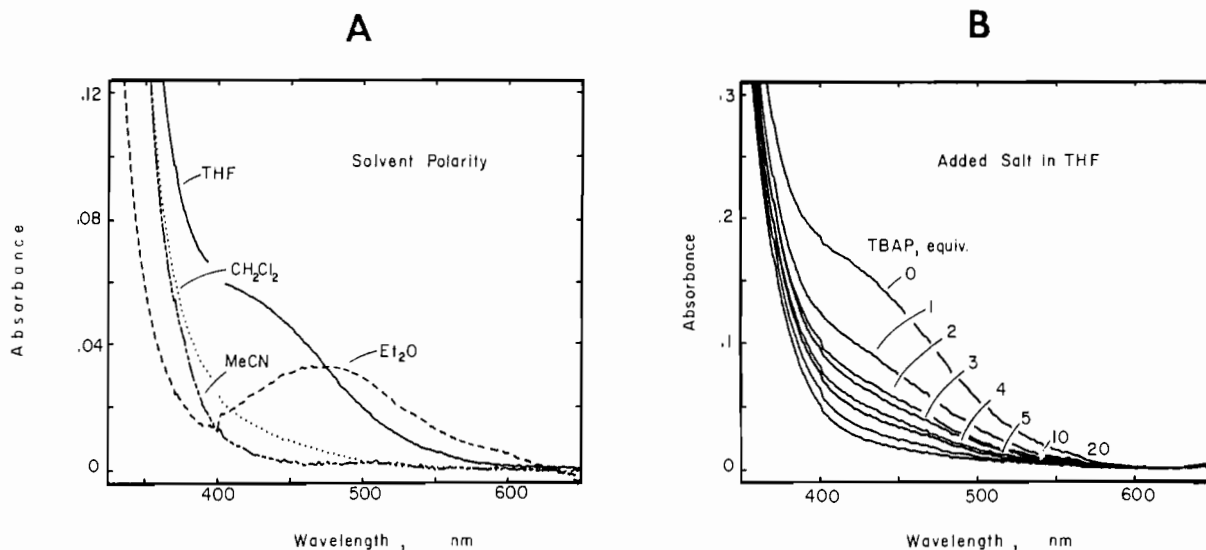 A
.12
.08
.04
0
Absorbance
Solvent Polarity
THF
CH2Cl2
MeCN
Et2O
400
500
600
Wavelength , nm
B
.3
.2
.1
0
Absorbance
Added Salt in THF
TBAP, equiv.
0
1
2
3
4
5
10
20
400
500
600
Wavelength , nm